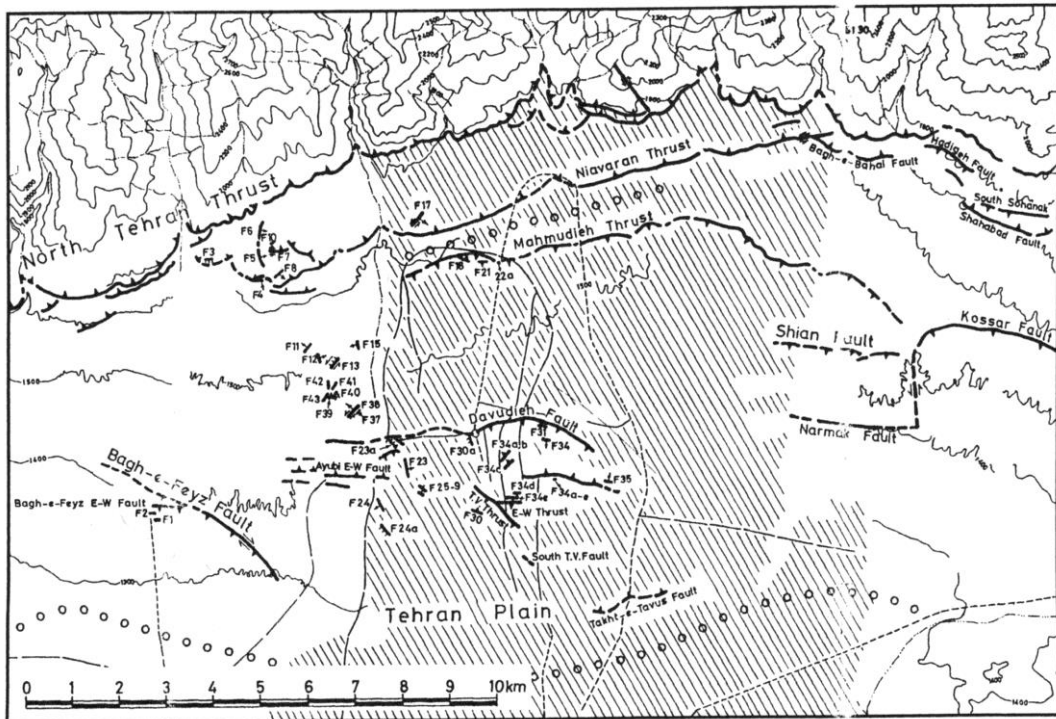 North Tehran Thrust
Niavaran Thrust
Mahmudieh Thrust
Bagh-e-Bahai Fault
Hadigeh Fault
South Sohanak
Shahabad Fault
Kossar Fault
Shian Fault
Narmak Fault
Davudieh Fault
Ayubi E-W Fault
Bagh-e-Feyz Fault
Bagh-e-Feyz E-W Fault
T.V Thrust
E-W Thrust
South T.V. Fault
Takht-e-Tavus Fault
Tehran Plain
F17
F6
F10
F3
F5
F7
F8
F4
F18
F21
22a
F11
F15
F12
F13
F42
F41
F40
F43
F39
F38
F37
F23a
F23
F25-9
F24
F24a
F30a
F31
F34
F34a,b
F34c
F34d
F34e
F34a-e
F35
F30
F2
F1
1500
1500
1400
1300
1400
1400
0 1 2 3 4 5 6 7 8 9 10km